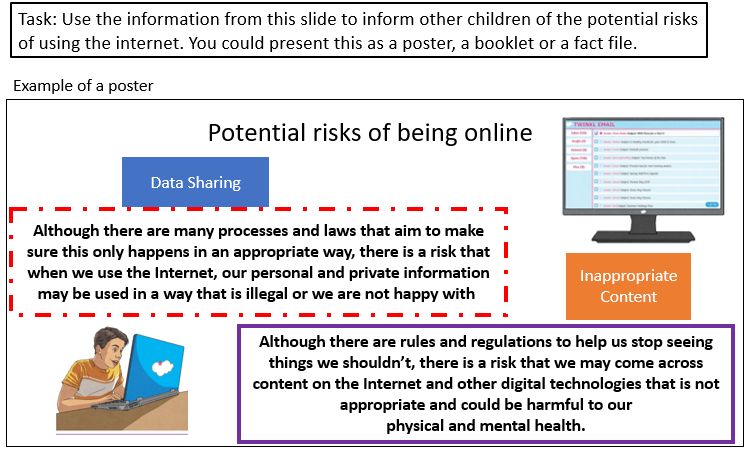 Task: Use the information from this slide to inform other children of the potential risks
of using the internet. You could present this as a poster, a booklet or a fact file.
Example of a poster
Potential risks of being online
TWINKL EMAIL
Data Sharing
Although there are many processes and laws that aim to make
sure this only happens in an appropriate way, there is a risk that
when we use the Internet, our personal and private information
may be used in a way that is illegal or we are not happy with
Inappropriate
Content
Although there are rules and regulations to help us stop seeing
things we shouldn’t, there is a risk that we may come across
content on the Internet and other digital technologies that is not
appropriate and could be harmful to our
physical and mental health.